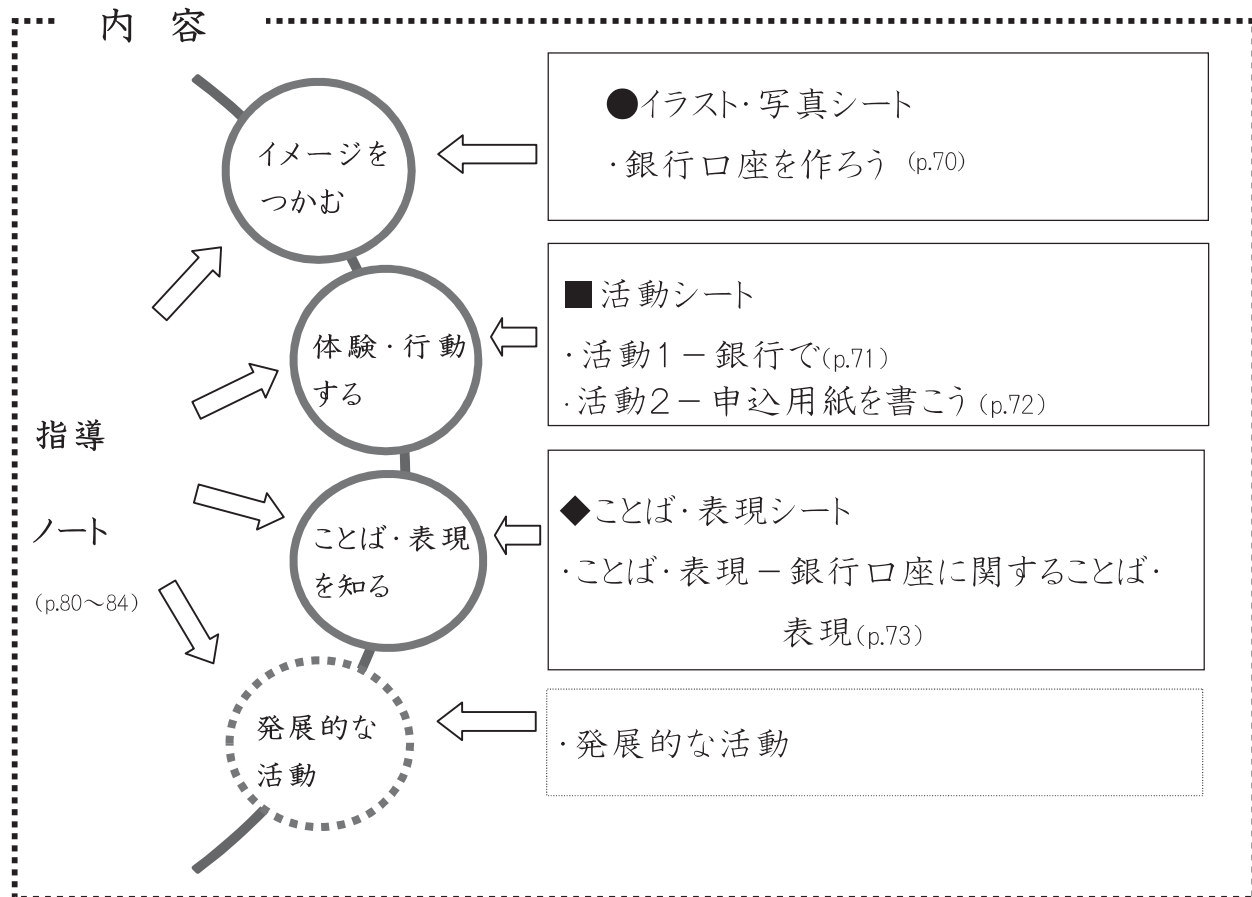 内 容
イメージを
つかむ
●イラスト・写真シート
・銀行口座を作ろう (p.70)
体験・行動
する
■活動シート
・活動1－銀行で(p.71)
・活動2－申込用紙を書こう(p.72)
指導
ノート
(p.80～84)
ことば・表現
を知る
◆ことば・表現シート
・ことば・表現－銀行口座に関することば・
表現(p.73)
発展的な
活動
・発展的な活動